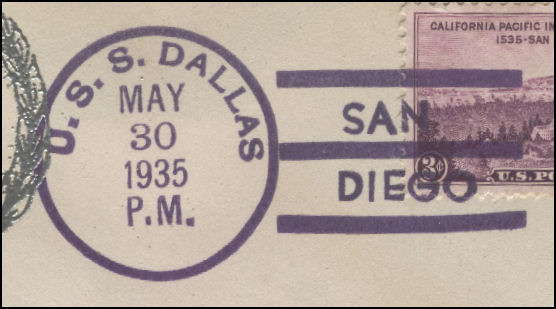 U.S.S. DALLAS
MAY
30
1935
P.M.
SAN
DIEGO
CALIFORNIA PACIFIC IN
1535-SAN
3¢
U.S.PO